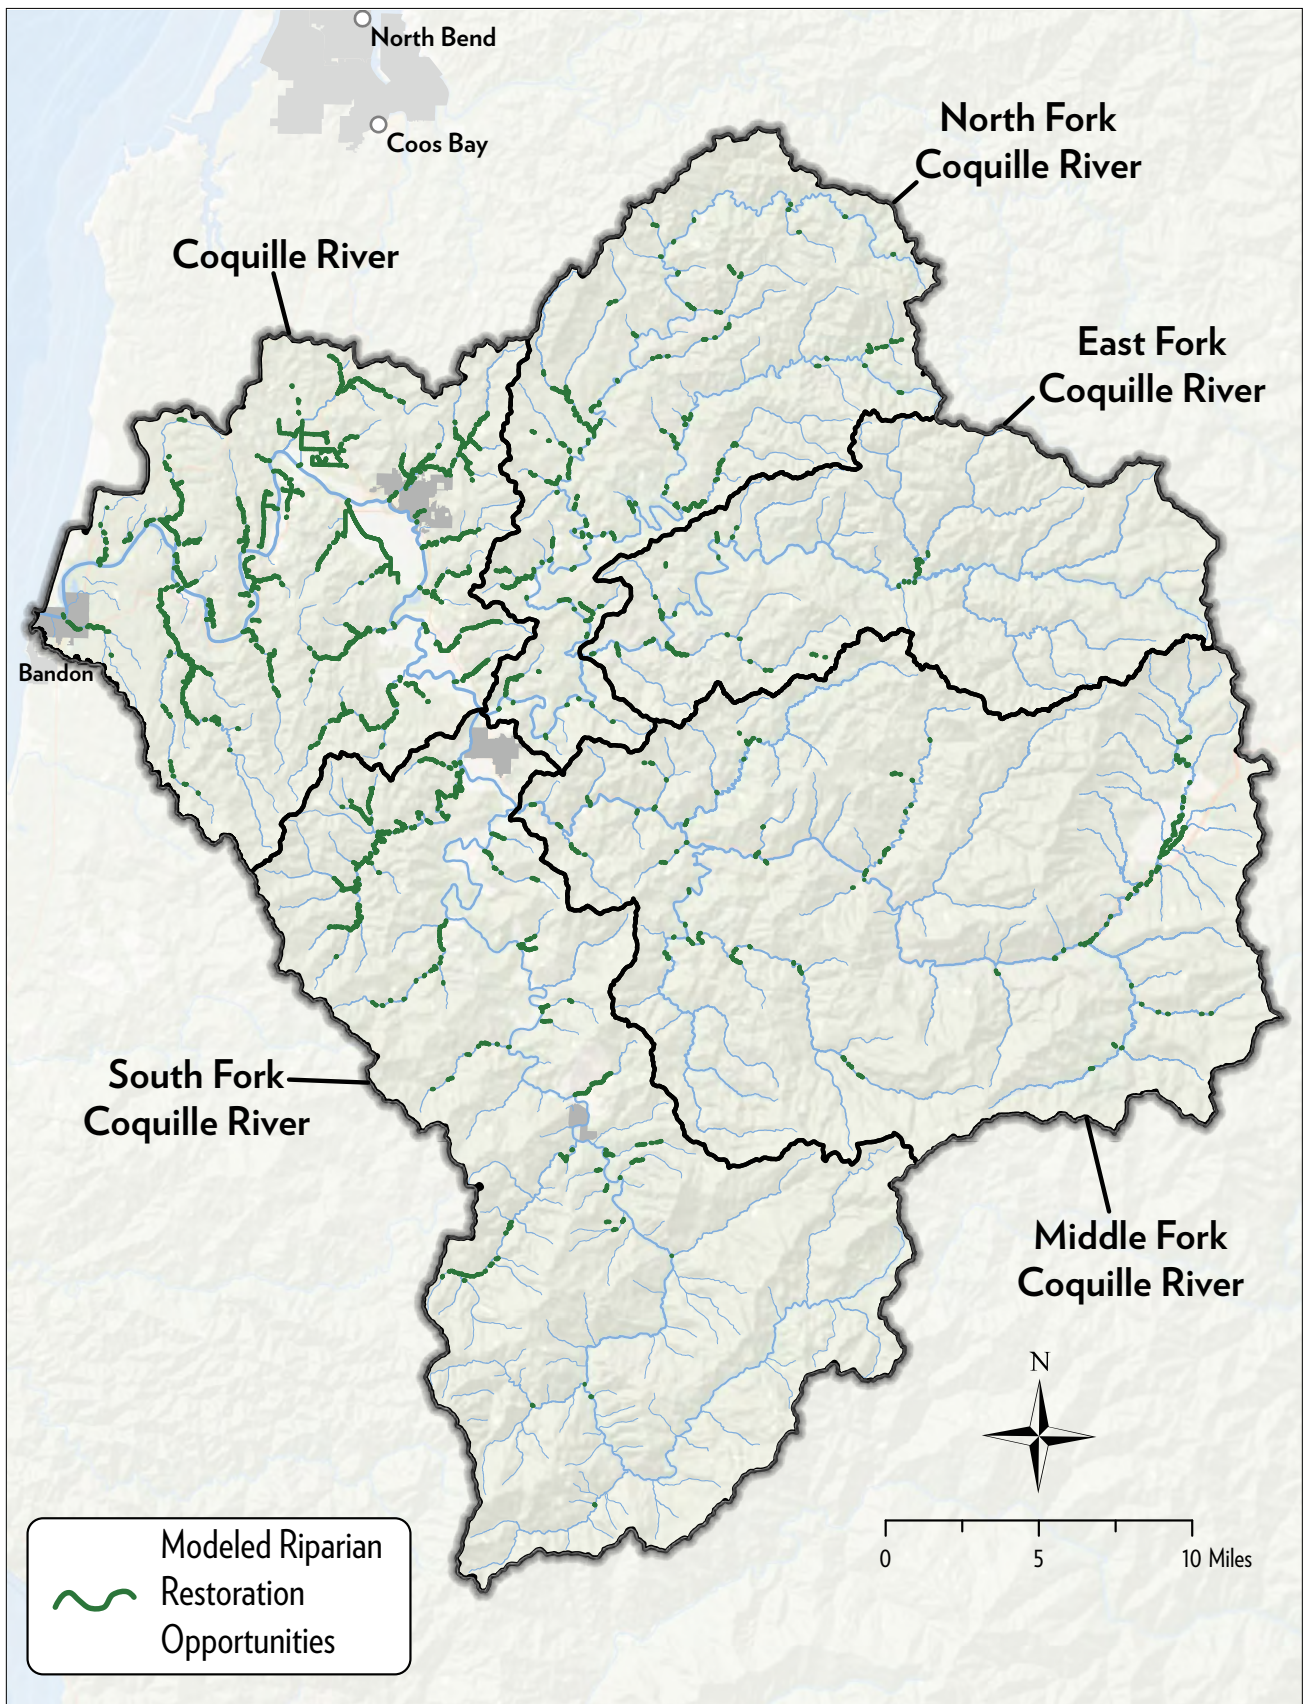 North Bend
Coos Bay
North Fork
Coquille River
Coquille River
East Fork
Coquille River
Bandon
South Fork
Coquille River
Middle Fork
Coquille River
N
0 5 10 Miles
Modeled Riparian
Restoration
Opportunities